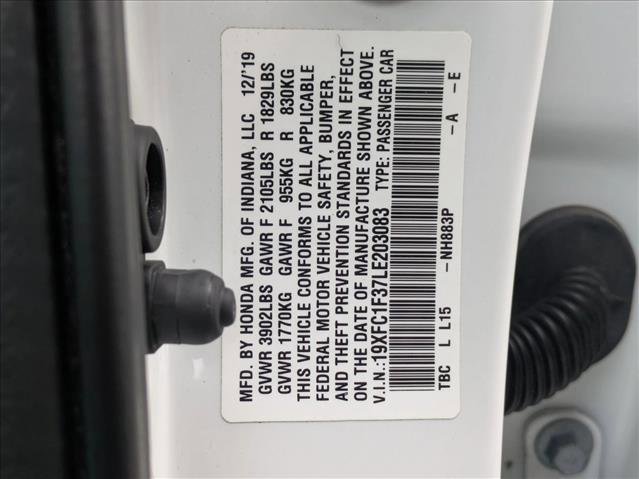 MFD. BY HONDA MFG. OF INDIANA, LLC 12/'19
GVWR 3902LBS GAWR F 2105LBS R 1829LBS
GVWR 1770KG GAWR F 955KG R 830KG
THIS VEHICLE CONFORMS TO ALL APPLICABLE
FEDERAL MOTOR VEHICLE SAFETY, BUMPER,
AND THEFT PREVENTION STANDARDS IN EFFECT
ON THE DATE OF MANUFACTURE SHOWN ABOVE.
V.I.N.:19XFC1F37LE203083 TYPE: PASSENGER CAR
TBC L L15 -NH883P -A -E